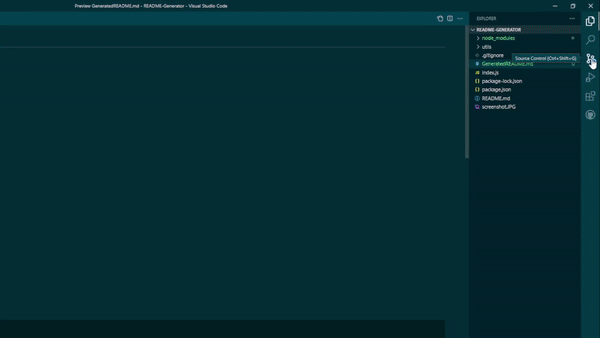 Preview GeneratedREADME.md - README-Generator - Visual Studio Code
EXPLORER
README-GENERATOR
node_modules
utils
.gitignore
Source Control (Ctrl+Shift+G)
GeneratedREADME.md
U
index.js
package-lock.json
package.json
README.md
screenshot.JPG